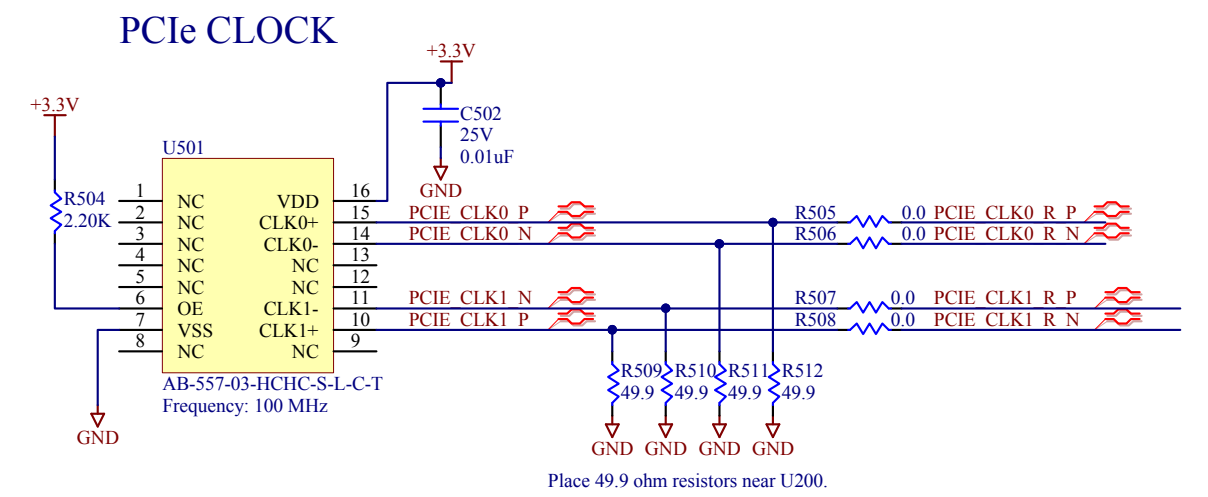 PCIe CLOCK
+3.3V
+3.3V
C502
25V
0.01uF
GND
U501
R504
2.20K
1 NC VDD 16
2 NC CLK0+ 15 PCIE_CLK0_P R505 0.0 PCIE_CLK0_R_P
3 NC CLK0- 14 PCIE_CLK0_N R506 0.0 PCIE_CLK0_R_N
4 NC NC 13
5 NC NC 12
6 OE CLK1- 11 PCIE_CLK1_N R507 0.0 PCIE_CLK1_R_P
7 VSS CLK1+ 10 PCIE_CLK1_P R508 0.0 PCIE_CLK1_R_N
8 NC NC 9
AB-557-03-HCHC-S-L-C-T
Frequency: 100 MHz
GND
R509 R510 R511 R512
49.9 49.9 49.9 49.9
GND GND GND GND
Place 49.9 ohm resistors near U200.